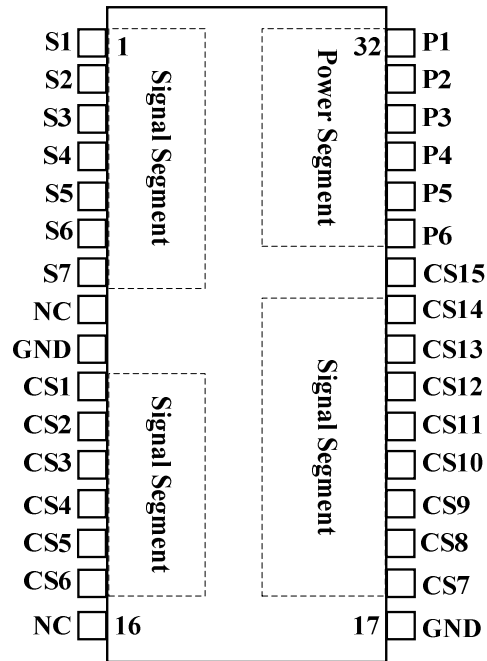 S1
S2
S3
S4
S5
S6
S7
NC
GND
CS1
CS2
CS3
CS4
CS5
CS6
NC
1
Signal Segment
Signal Segment
16
32
Power Segment
Signal Segment
17
P1
P2
P3
P4
P5
P6
CS15
CS14
CS13
CS12
CS11
CS10
CS9
CS8
CS7
GND